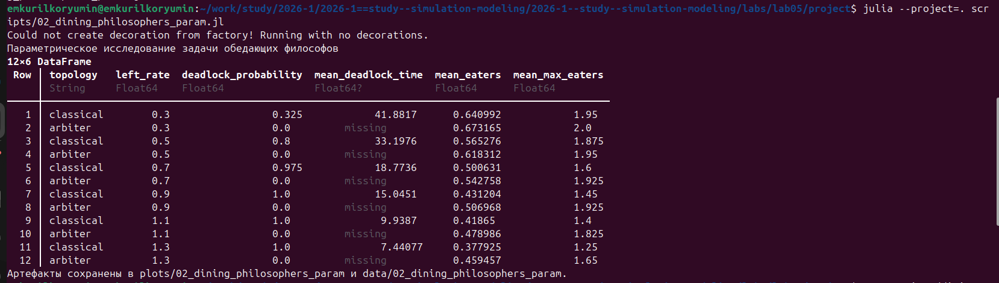 emkurilkoryumin@emkurilkoryumin:~/work/study/2026-1/2026-1==study--simulation-modeling/2026-1--study--simulation-modeling/labs/lab05/project$ julia --project=. scr
ipts/02_dining_philosophers_param.jl
Could not create decoration from factory! Running with no decorations.
Параметрическое исследование задачи обедающих философов
12×6 DataFrame
Row topology left_rate deadlock_probability mean_deadlock_time mean_eaters mean_max_eaters
String Float64 Float64 Float64? Float64 Float64
1 classical 0.3 0.325 41.8817 0.640992 1.95
2 arbiter 0.3 0.0 missing 0.673165 2.0
3 classical 0.5 0.8 33.1976 0.565276 1.875
4 arbiter 0.5 0.0 missing 0.618312 1.95
5 classical 0.7 0.975 18.7736 0.500631 1.6
6 arbiter 0.7 0.0 missing 0.542758 1.925
7 classical 0.9 1.0 15.0451 0.431204 1.45
8 arbiter 0.9 0.0 missing 0.506968 1.925
9 classical 1.1 1.0 9.9387 0.41865 1.4
10 arbiter 1.1 0.0 missing 0.478986 1.825
11 classical 1.3 1.0 7.44077 0.377925 1.25
12 arbiter 1.3 0.0 missing 0.459457 1.65
Артефакты сохранены в plots/02_dining_philosophers_param и data/02_dining_philosophers_param.